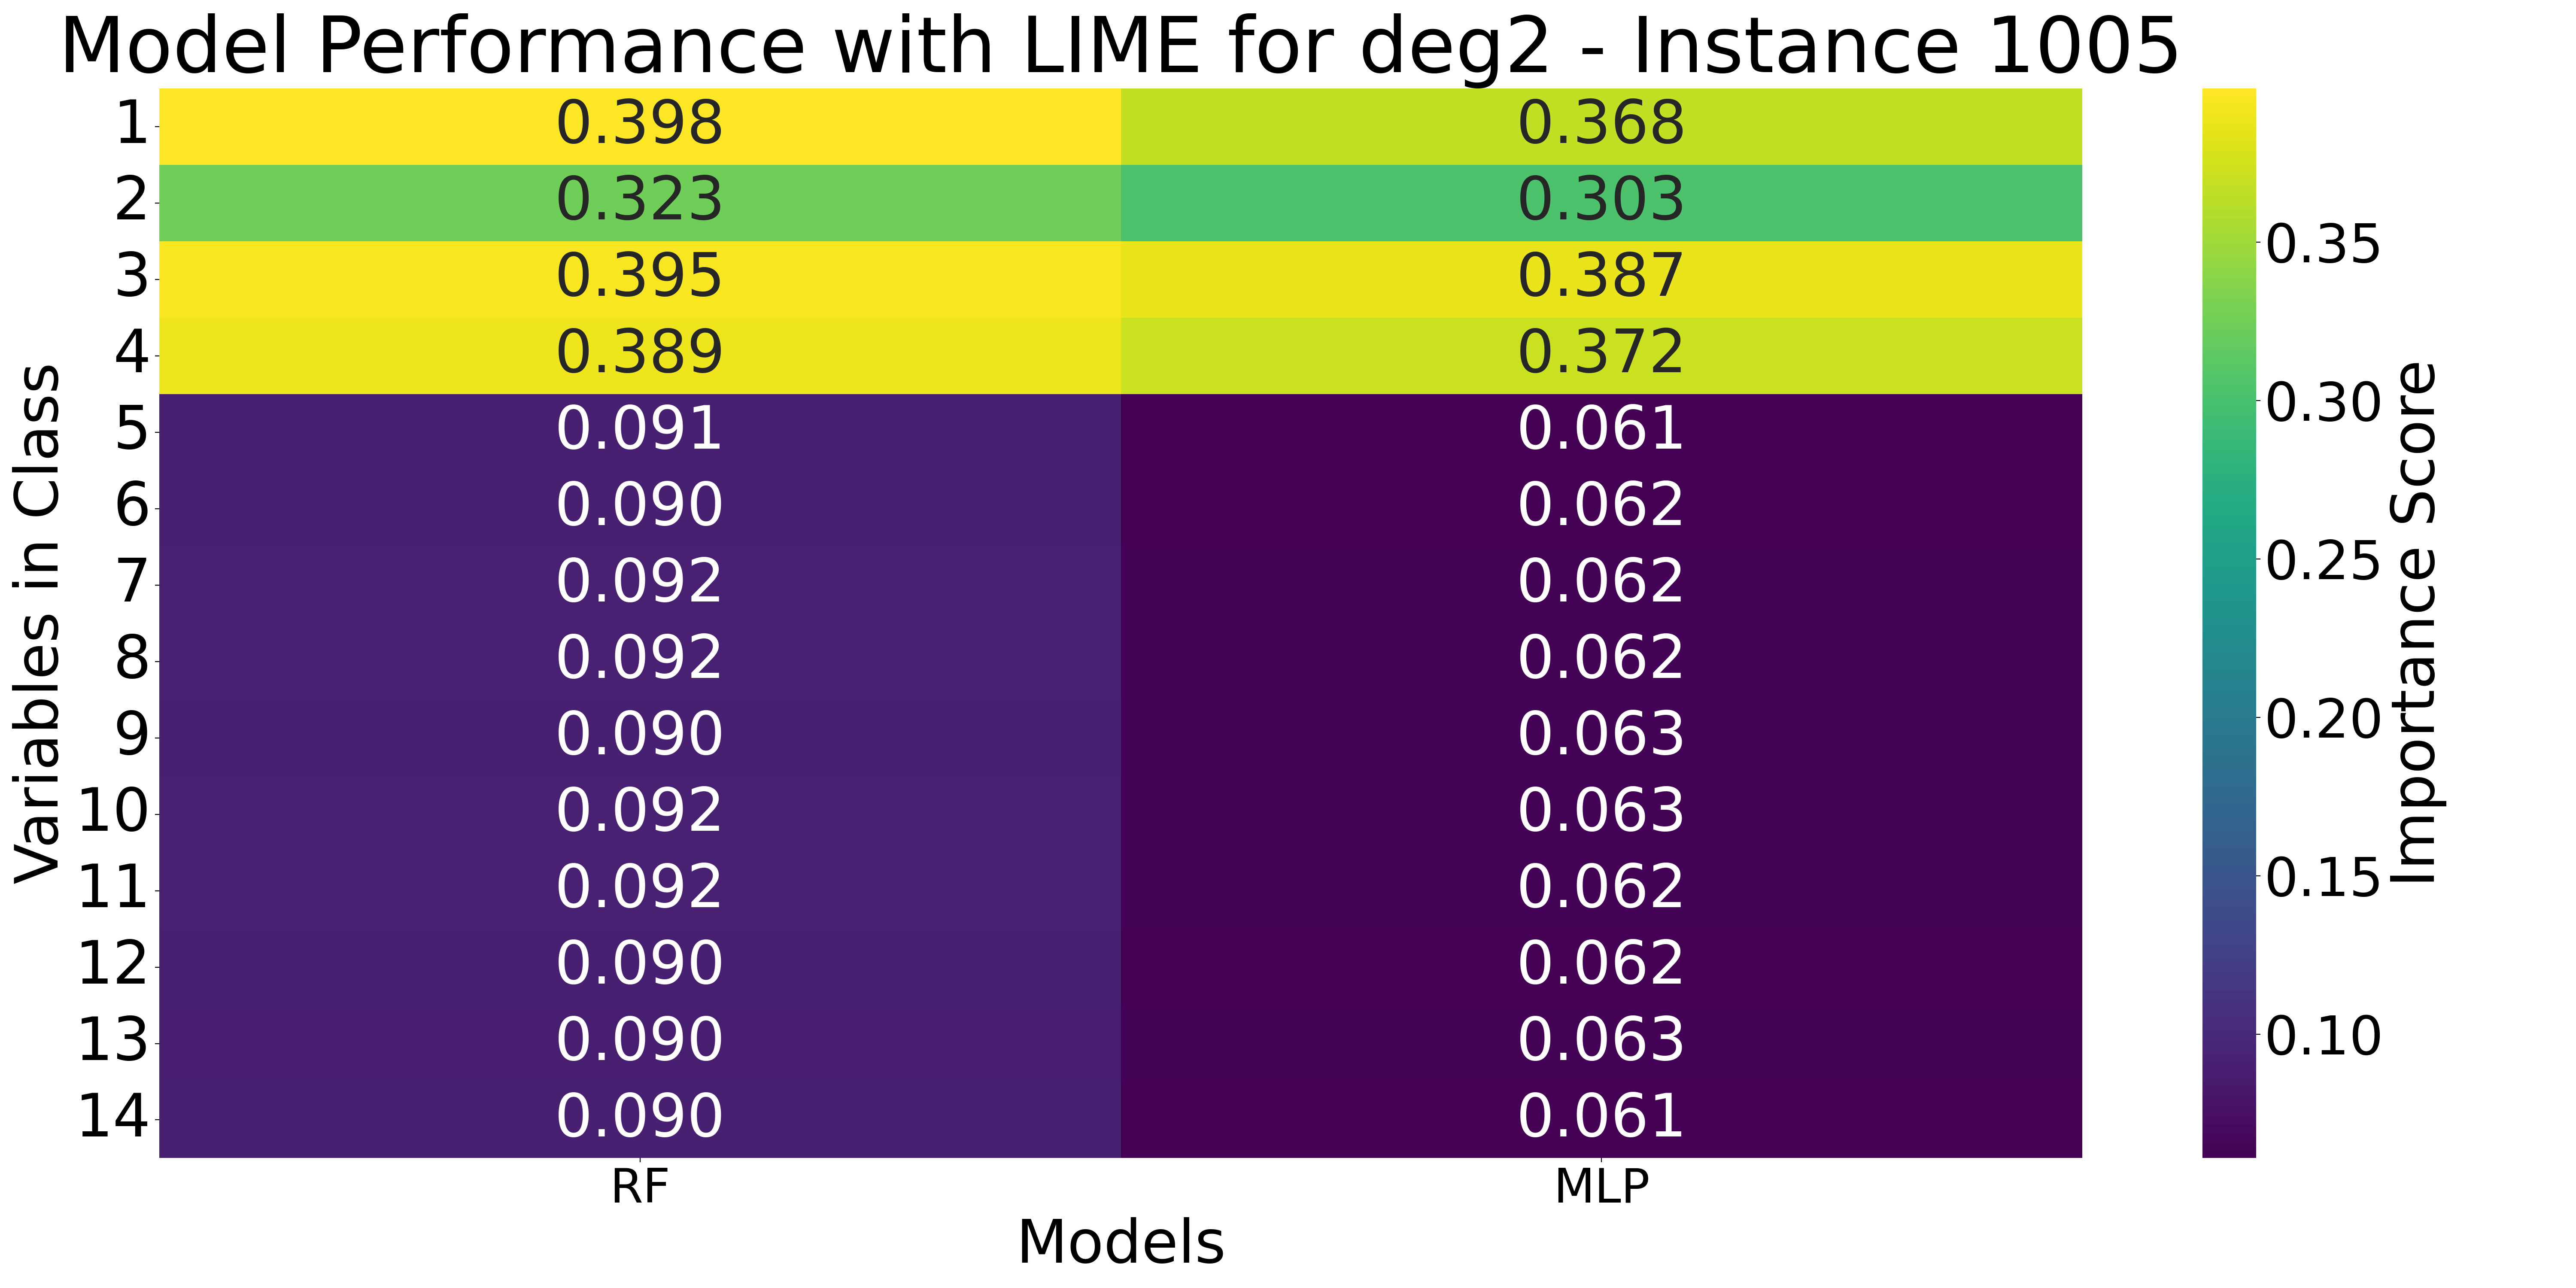 Model Performance with LIME for deg2 - Instance 1005
Variables in Class
1 0.398 0.368
2 0.323 0.303
3 0.395 0.387
4 0.389 0.372
5 0.091 0.061
6 0.090 0.062
7 0.092 0.062
8 0.092 0.062
9 0.090 0.063
10 0.092 0.063
11 0.092 0.062
12 0.090 0.062
13 0.090 0.063
14 0.090 0.061
RF MLP
Models
0.35
0.30
0.25
0.20
0.15
0.10
Importance Score